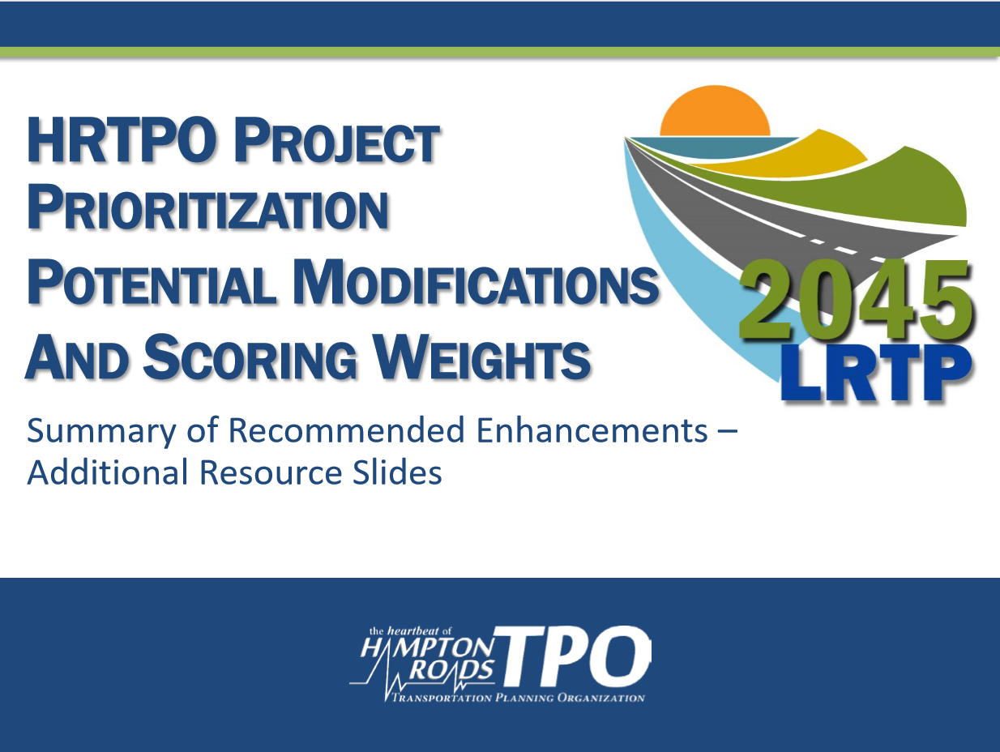 HRTPO PROJECT
PRIORITIZATION
POTENTIAL MODIFICATIONS
AND SCORING WEIGHTS
2045
LRTP
Summary of Recommended Enhancements –
Additional Resource Slides
the heartbeat of
HAMPTON
ROADS
TPO
TRANSPORTATION PLANNING ORGANIZATION